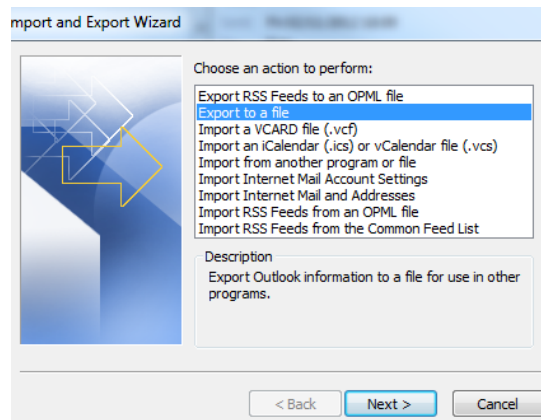 mport and Export Wizard
Choose an action to perform:
Export RSS Feeds to an OPML file
Export to a file
Import a VCARD file (.vcf)
Import an iCalendar (.ics) or vCalendar file (.vcs)
Import from another program or file
Import Internet Mail Account Settings
Import Internet Mail and Addresses
Import RSS Feeds from an OPML file
Import RSS Feeds from the Common Feed List
Description
Export Outlook information to a file for use in other
programs.
< Back Next > Cancel